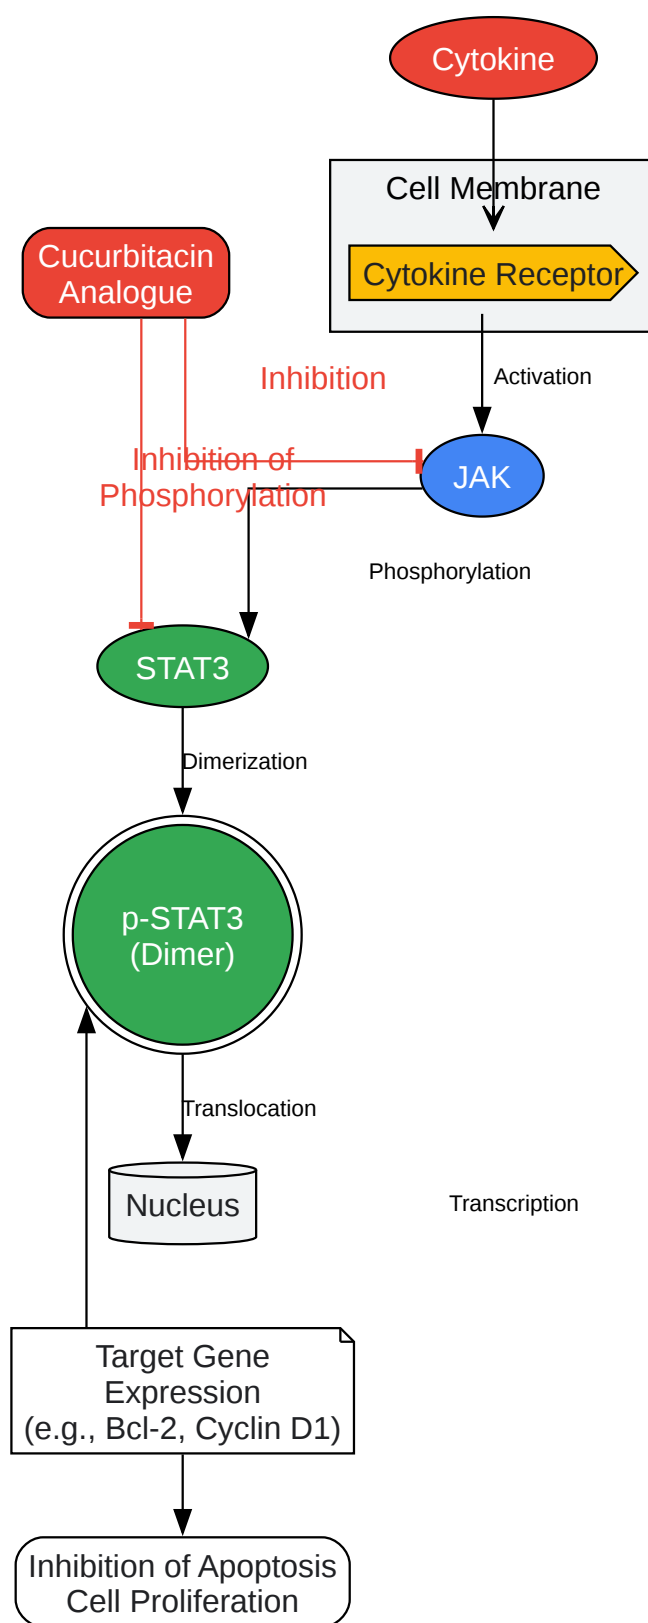 Cytokine
Cell Membrane
Cucurbitacin
Analogue
Cytokine Receptor
Inhibition
Activation
Inhibition of
Phosphorylation
JAK
Phosphorylation
STAT3
Dimerization
p-STAT3
(Dimer)
Translocation
Nucleus
Transcription
Target Gene
Expression
(e.g., Bcl-2, Cyclin D1)
Inhibition of Apoptosis
Cell Proliferation